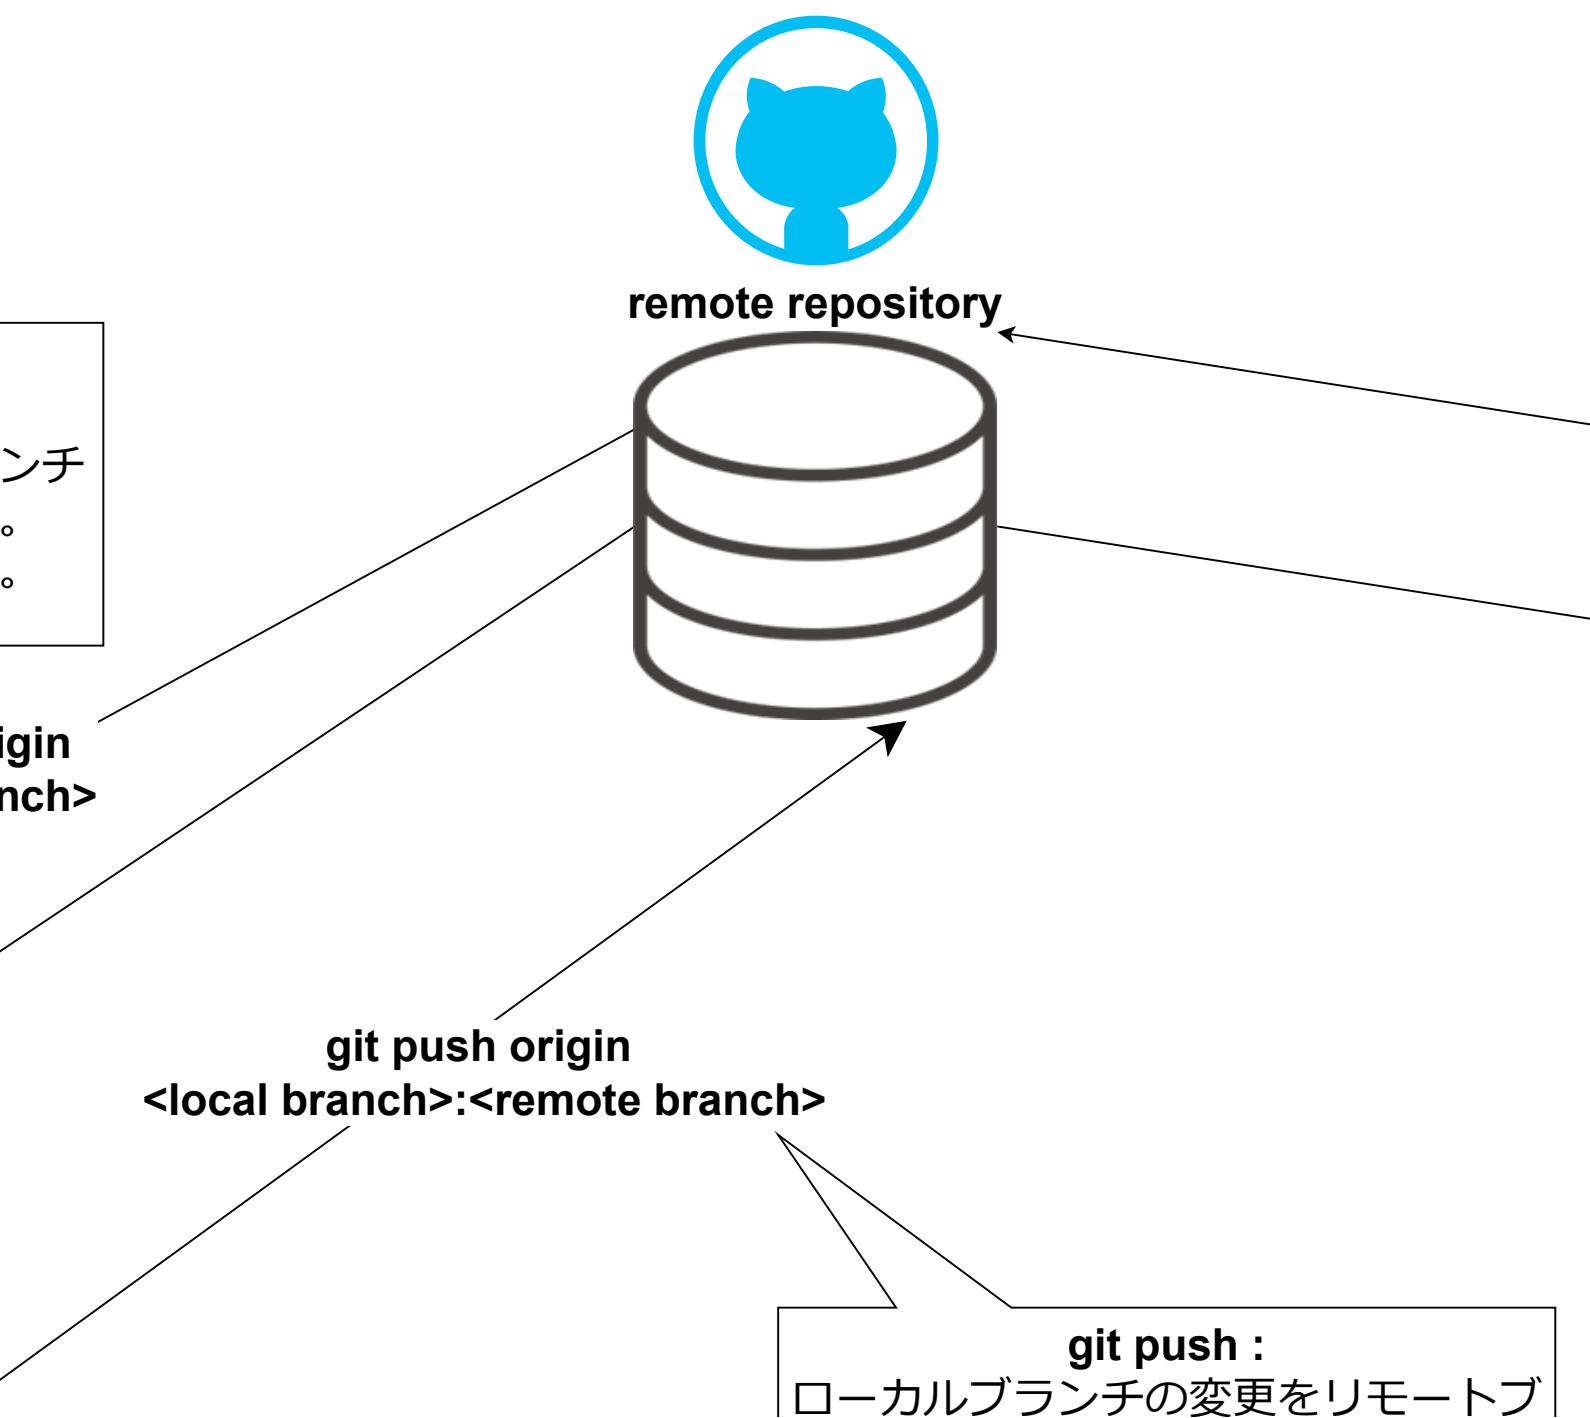 remote repository
ンチ
。
。
igin
nch>
git push origin
<local branch>:<remote branch>
git push :
ローカルブランチの変更をリモートブ